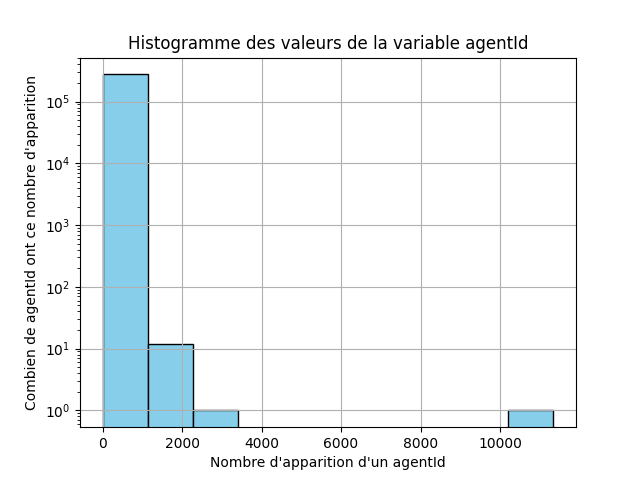 Histogramme des valeurs de la variable agentId
Combien de agentId ont ce nombre d'apparition
10^5
10^4
10^3
10^2
10^1
10^0
0 2000 4000 6000 8000 10000
Nombre d'apparition d'un agentId